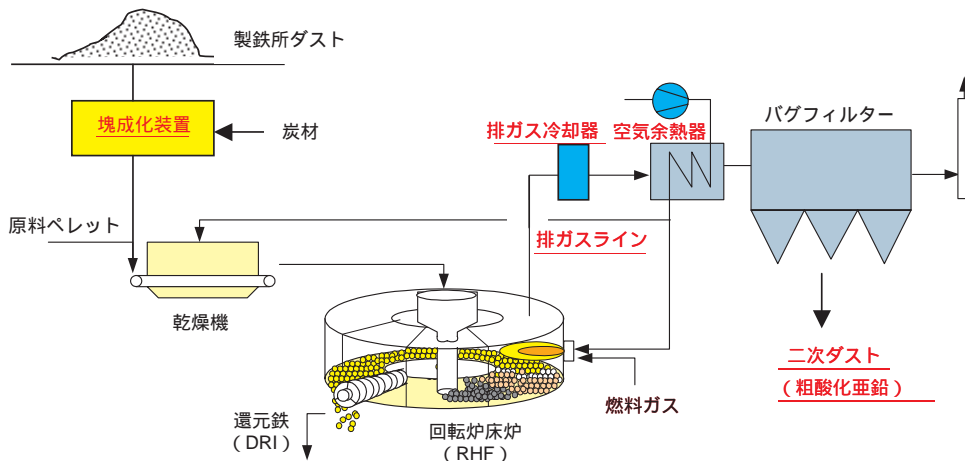 製鉄所ダスト
塊成化装置
炭材
原料ペレット
乾燥機
排ガス冷却器
空気余熱器
バグフィルター
排ガスライン
二次ダスト
(粗酸化亜鉛)
燃料ガス
還元鉄
(DRI)
回転炉床炉
(RHF)